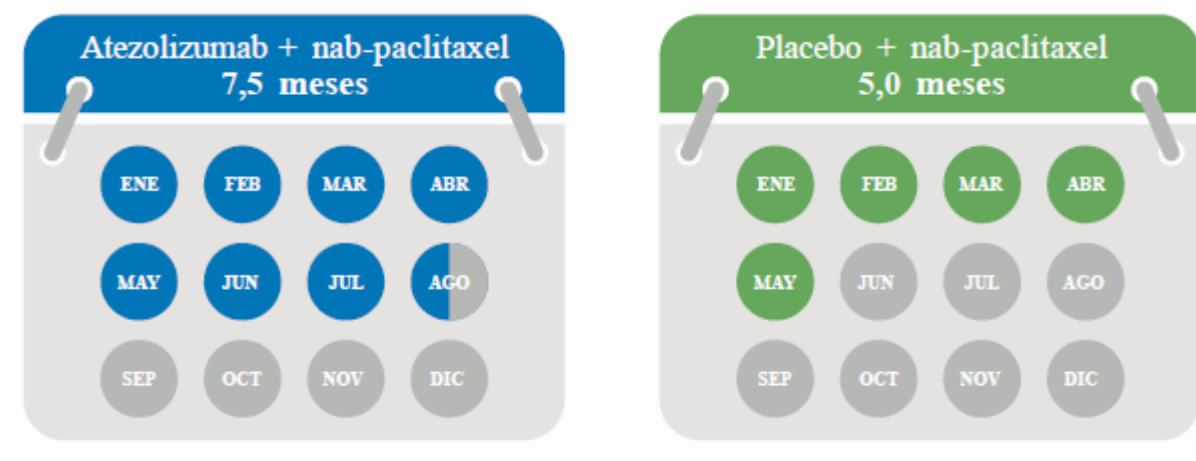 Atezolizumab + nab-paclitaxel
7,5 meses
ENE FEB MAR ABR
MAY JUN JUL AGO
SEP OCT NOV DIC
Placebo + nab-paclitaxel
5,0 meses
ENE FEB MAR ABR
MAY JUN JUL AGO
SEP OCT NOV DIC